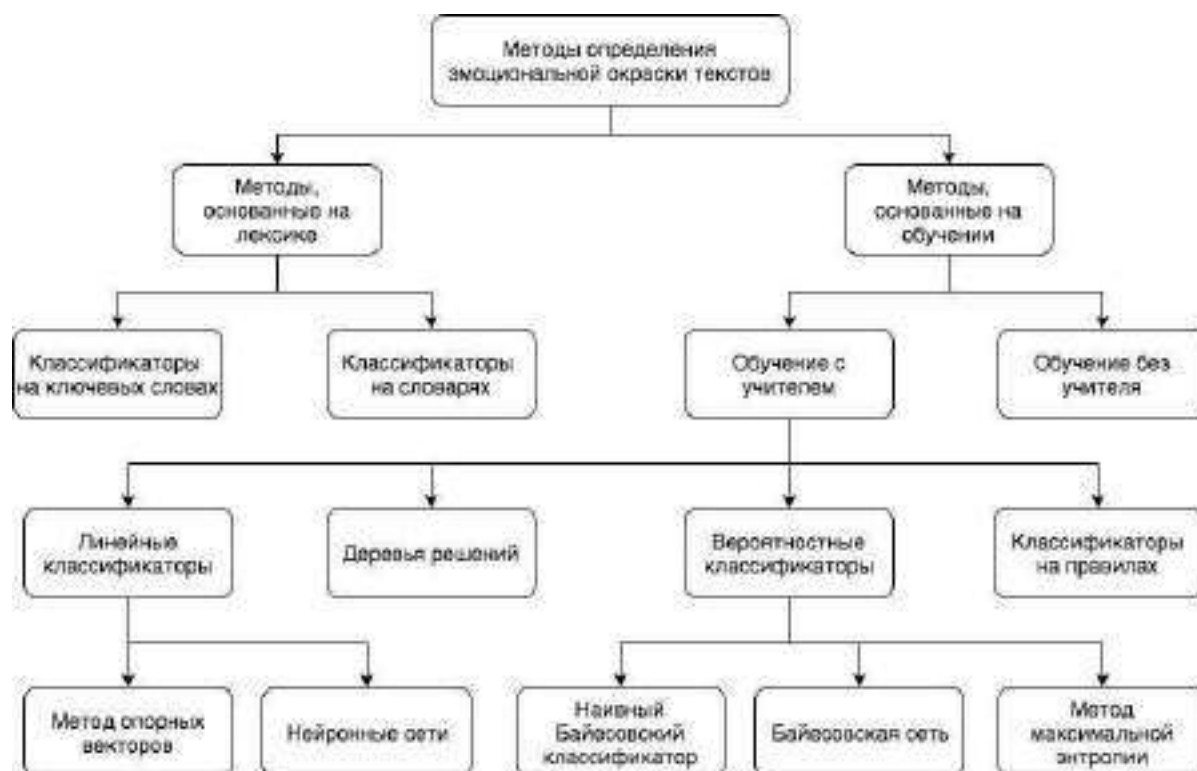 Методы определения
эмоциональной окраски текстов
Методы,
основанные на
лексике
Методы,
основанные на
обучении
Классификаторы
на ключевых словах
Классификаторы
на словарях
Обучение с
учителем
Обучение без
учителя
Линейные
классификаторы
Деревья решений
Вероятностные
классификаторы
Классификаторы
на правилах
Метод опорных
векторов
Нейронные сети
Наивный
Байесовский
классификатор
Байесовская сеть
Метод
максимальной
энтропии